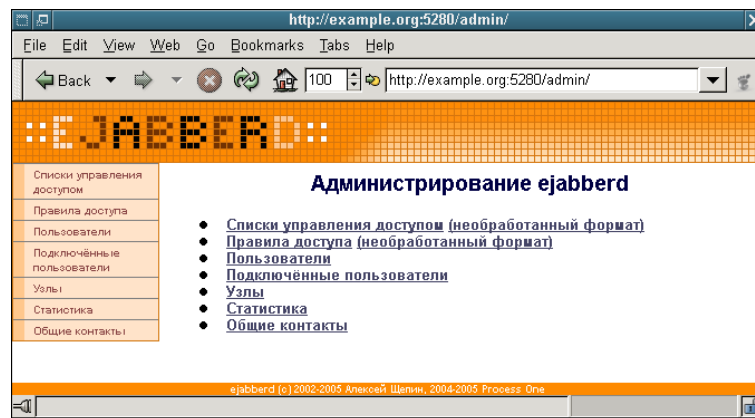 http://example.org:5280/admin/
File Edit View Web Go Bookmarks Tabs Help
Back 100 http://example.org:5280/admin/
::EJABBERD::
Списки управления
доступом
Правила доступа
Пользователи
Подключённые
пользователи
Узлы
Статистика
Общие контакты
Администрирование ejabberd
Списки управления доступом (необработанный формат)
Правила доступа (необработанный формат)
Пользователи
Подключённые пользователи
Узлы
Статистика
Общие контакты
ejabberd (c) 2002-2005 Алексей Щепин, 2004-2005 Process One